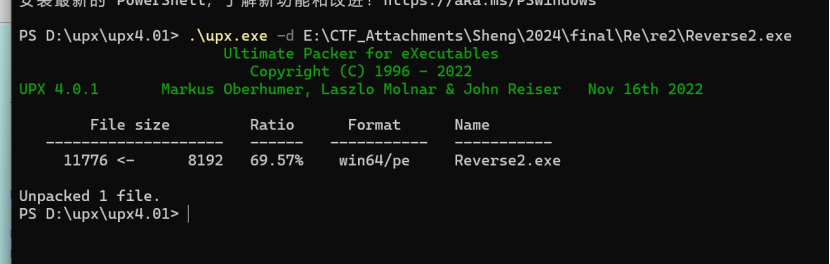 安装最新的 PowerShell，了解新功能和改进！https://aka.ms/PSWindows
PS D:\upx\upx4.01> .\upx.exe -d E:\CTF_Attachments\Sheng\2024\final\Re\re2\Reverse2.exe
Ultimate Packer for eXecutables
Copyright (C) 1996 - 2022
UPX 4.0.1 Markus Oberhumer, Laszlo Molnar & John Reiser Nov 16th 2022
File size Ratio Format Name
-------------------- ------ ----------- -----------
11776 <- 8192 69.57% win64/pe Reverse2.exe
Unpacked 1 file.
PS D:\upx\upx4.01>